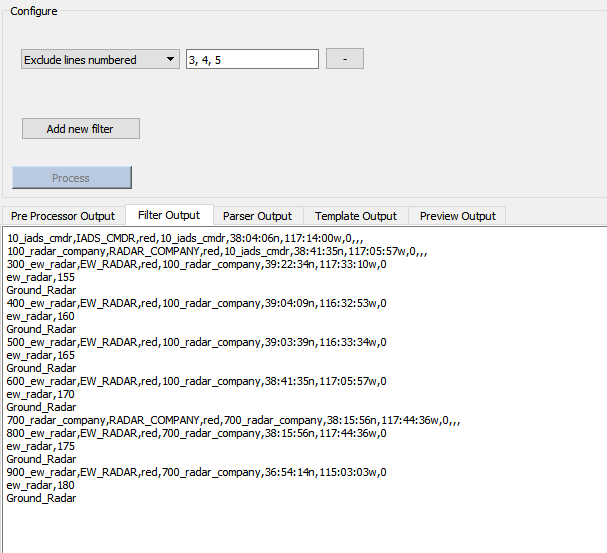 Configure
Exclude lines numbered 3, 4, 5 -
Add new filter
Process
Pre Processor Output Filter Output Parser Output Template Output Preview Output
10_iads_cmdr,IADS_CMDR,red,10_iads_cmdr,38:04:06n,117:14:00w,0,,,
100_radar_company,RADAR_COMPANY,red,10_iads_cmdr,38:41:35n,117:05:57w,0,,,
300_ew_radar,EW_RADAR,red,100_radar_company,39:22:34n,117:33:10w,0
ew_radar,155
Ground_Radar
400_ew_radar,EW_RADAR,red,100_radar_company,39:04:09n,116:32:53w,0
ew_radar,160
Ground_Radar
500_ew_radar,EW_RADAR,red,100_radar_company,39:03:39n,116:33:34w,0
ew_radar,165
Ground_Radar
600_ew_radar,EW_RADAR,red,100_radar_company,38:41:35n,117:05:57w,0
ew_radar,170
Ground_Radar
700_radar_company,RADAR_COMPANY,red,700_radar_company,38:15:56n,117:44:36w,0,,,
800_ew_radar,EW_RADAR,red,700_radar_company,38:15:56n,117:44:36w,0
ew_radar,175
Ground_Radar
900_ew_radar,EW_RADAR,red,700_radar_company,36:54:14n,115:03:03w,0
ew_radar,180
Ground_Radar